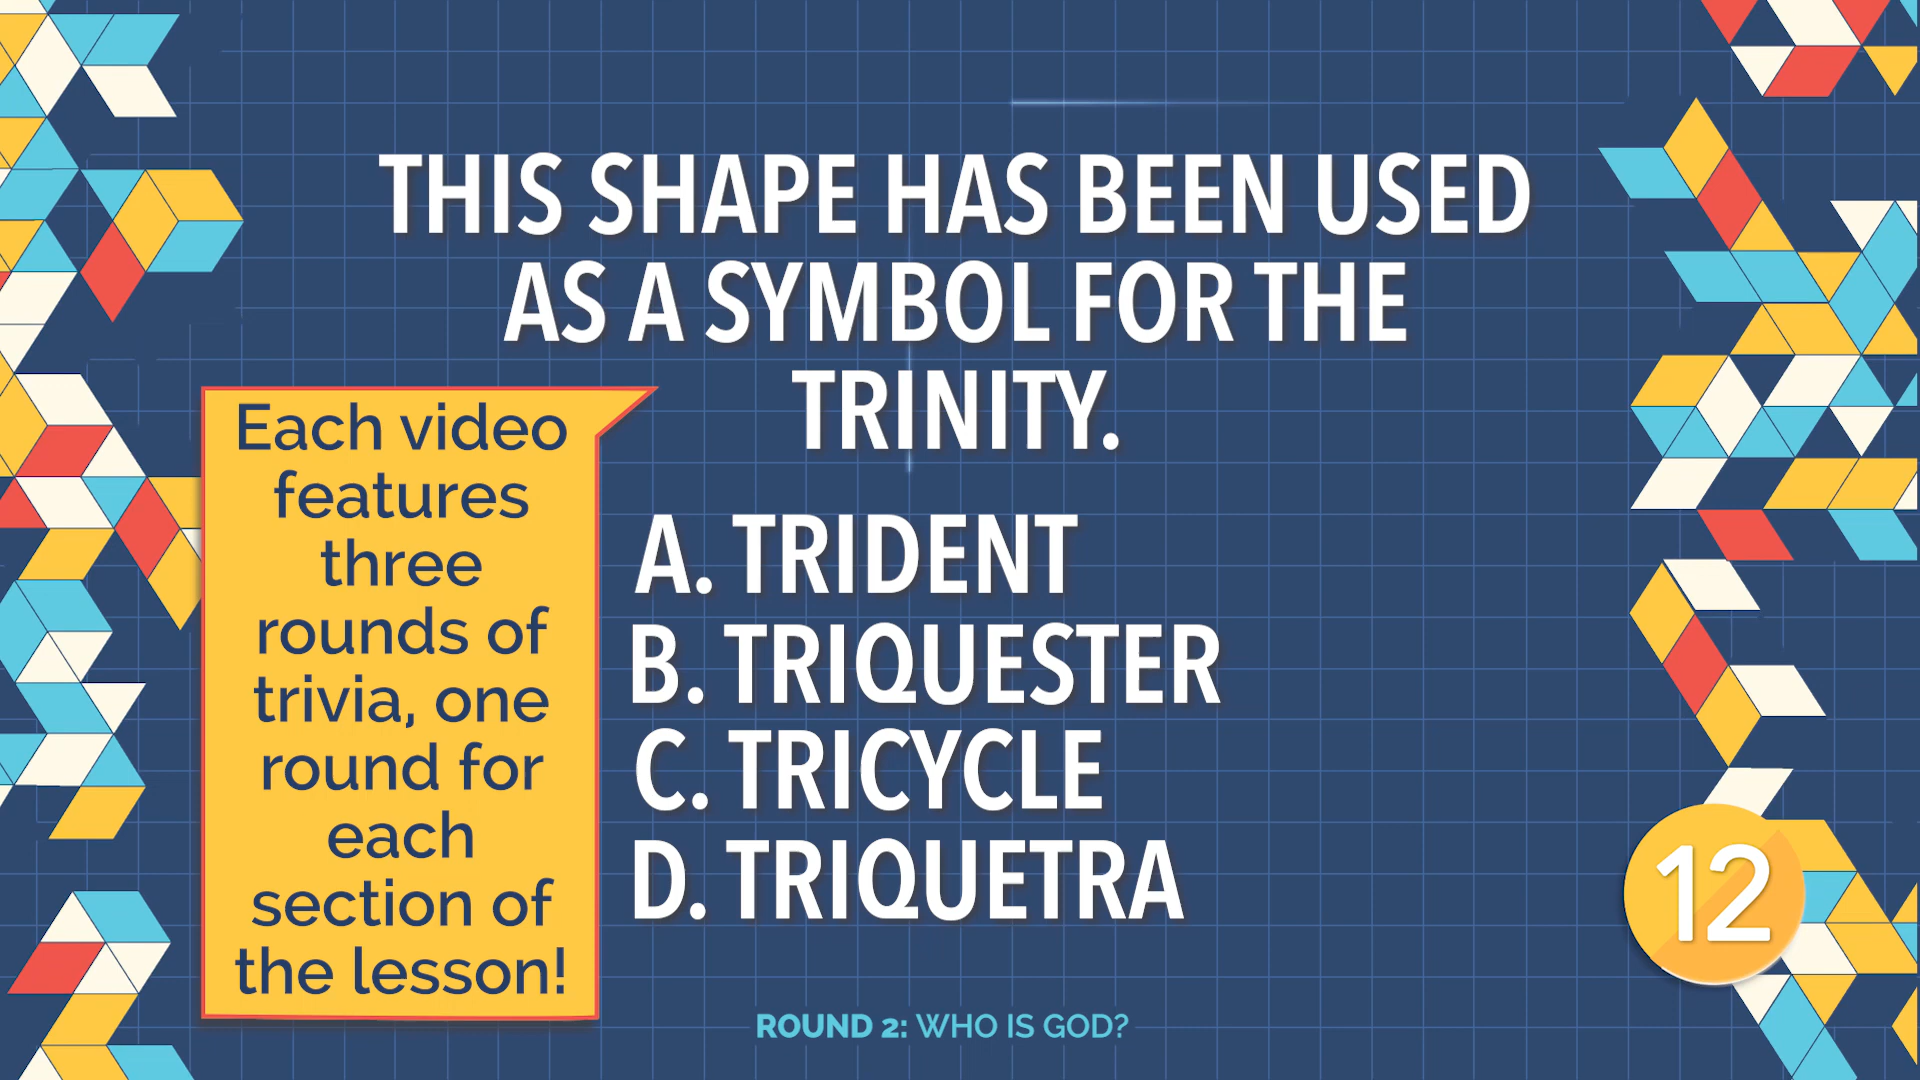 THIS SHAPE HAS BEEN USED
AS A SYMBOL FOR THE
TRINITY.
Each video
features
three
rounds of
trivia, one
round for
each
section of
the lesson!
A. TRIDENT
B. TRIQUESTER
C. TRICYCLE
D. TRIQUETRA
12
ROUND 2: WHO IS GOD?